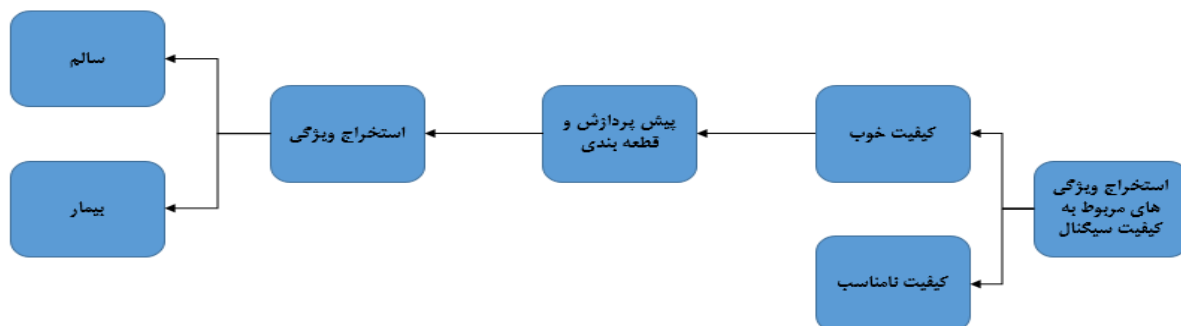 استخراج ویژگی
های مربوط به
کیفیت سیگنال
کیفیت خوب
کیفیت نامناسب
پیش پردازش و
قطعه بندی
استخراج ویژگی
سالم
بیمار